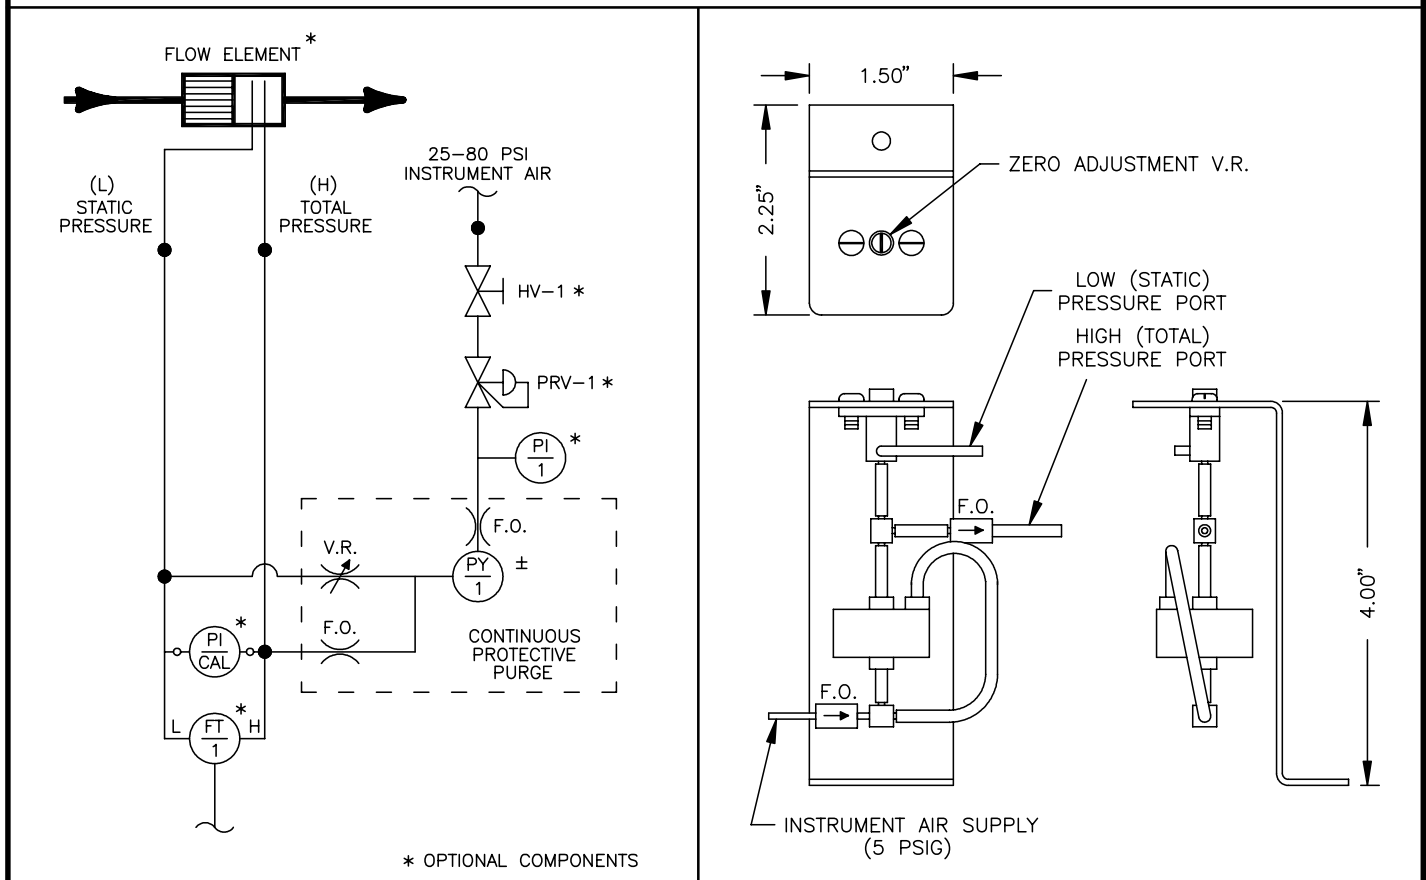 FLOW ELEMENT *
25-80 PSI
INSTRUMENT AIR
(L)
STATIC
PRESSURE
(H)
TOTAL
PRESSURE
HV-1 *
PRV-1 *
PI
1
*
F.O.
V.R.
PY
1
±
F.O.
PI
CAL
*
CONTINUOUS
PROTECTIVE
PURGE
L
FT
1
*
H
* OPTIONAL COMPONENTS
1.50"
2.25"
ZERO ADJUSTMENT V.R.
LOW (STATIC)
PRESSURE PORT
HIGH (TOTAL)
PRESSURE PORT
F.O.
4.00"
F.O.
INSTRUMENT AIR SUPPLY
(5 PSIG)